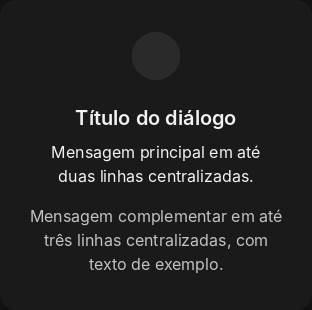 Título do diálogo
Mensagem principal em até
duas linhas centralizadas.
Mensagem complementar em até
três linhas centralizadas, com
texto de exemplo.